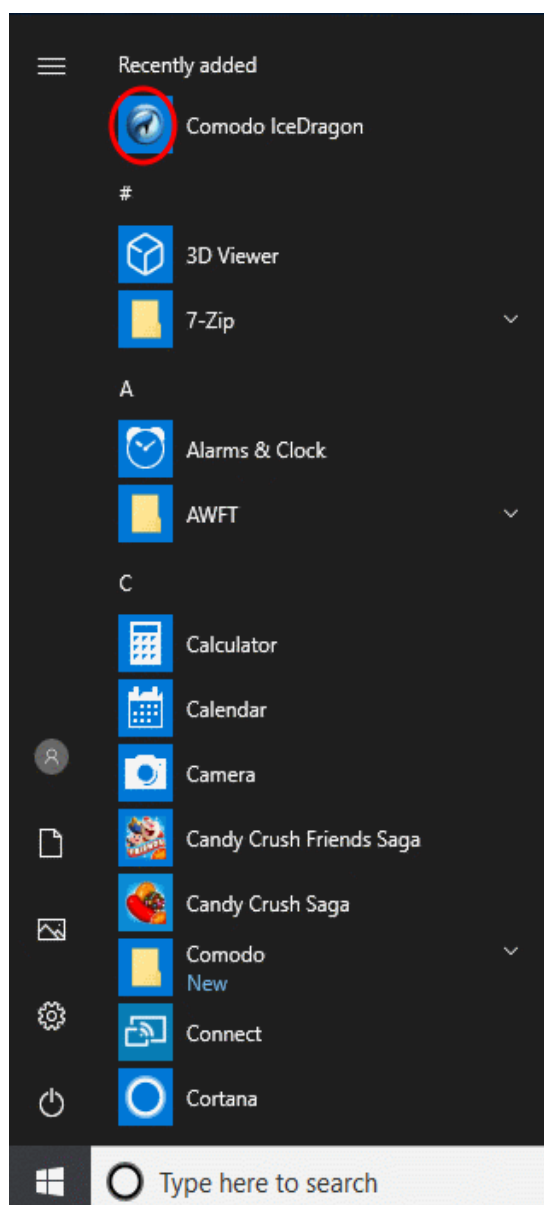 Recently added
Comodo IceDragon
#
3D Viewer
7-Zip
A
Alarms & Clock
AWFT
C
Calculator
Calendar
Camera
Candy Crush Friends Saga
Candy Crush Saga
Comodo
New
Connect
Cortana
Type here to search